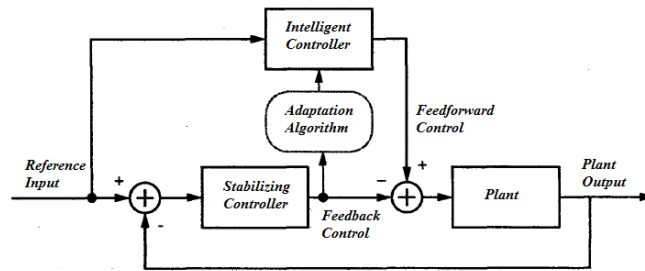 Intelligent
Controller
Adaptation
Algorithm
Feedforward
Control
Reference
Input
+
Stabilizing
Controller
Feedback
Control
−
+
Plant
Plant
Output
-